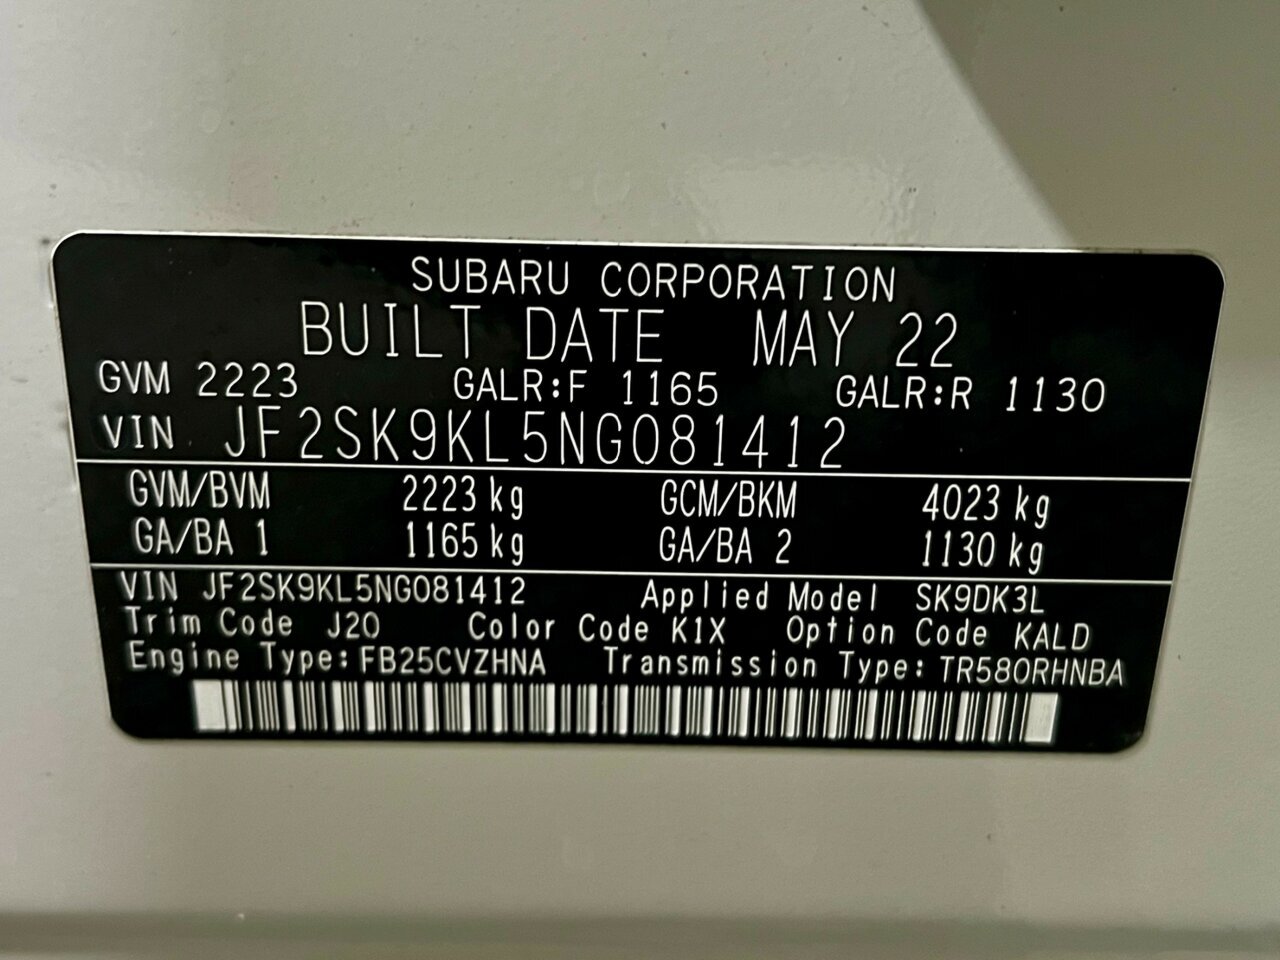 SUBARU CORPORATION
BUILT DATE MAY 22
GVM 2223 GALR:F 1165 GALR:R 1130
VIN JF2SK9KL5NG081412
GVM/BVM 2223 kg GCM/BKM 4023 kg
GA/BA 1 1165 kg GA/BA 2 1130 kg
VIN JF2SK9KL5NG081412 Applied Model SK9DK3L
Trim Code J20 Color Code K1X Option Code KALD
Engine Type: FB25CVZHNA Transmission Type: TR580RHNBA